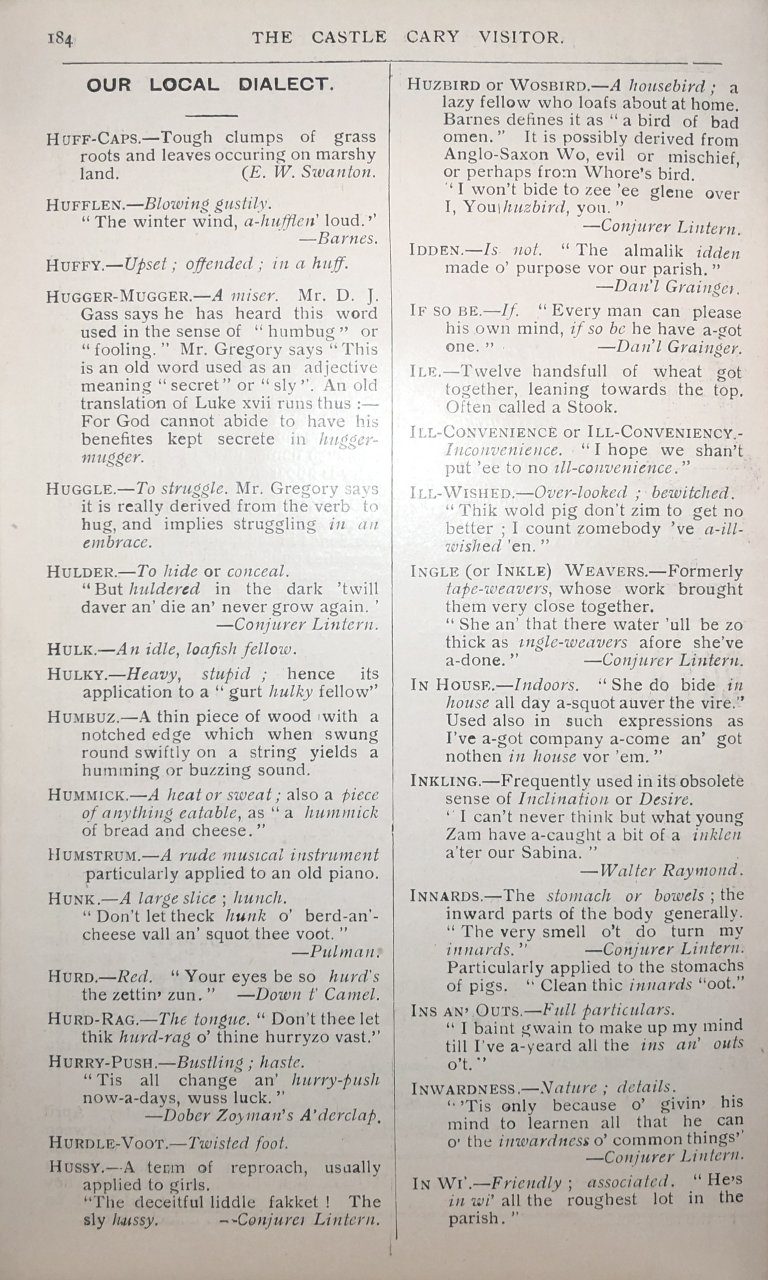 184
THE CASTLE CARY VISITOR.
OUR LOCAL DIALECT.
HUFF-CAPS.—Tough clumps of grass
roots and leaves occuring on marshy
land. (E. W. Swanton.
HUFFLEN.—Blowing gustily.
“ The winter wind, a-hufflen’ loud.”
—Barnes.
HUFFY.—Upset ; offended ; in a huff.
HUGGER-MUGGER.—A miser. Mr. D. J.
Gass says he has heard this word
used in the sense of “ humbug ” or
“ fooling. ” Mr. Gregory says “ This
is an old word used as an adjective
meaning “ secret” or “ sly ”. An old
translation of Luke xvii runs thus :—
For God cannot abide to have his
benefites kept secrete in hugger-
mugger.
HUGGLE.—To struggle. Mr. Gregory says
it is really derived from the verb to
hug, and implies struggling in an
embrace.
HULDER.—To hide or conceal.
“But huldered in the dark ’twill
daver an’ die an’ never grow again. ’
—Conjurer Lintern.
HULK.—An idle, loafish fellow.
HULKY.—Heavy, stupid ; hence its
application to a “ gurt hulky fellow”
HUMBUZ.—A thin piece of wood with a
notched edge which when swung
round swiftly on a string yields a
humming or buzzing sound.
HUMMICK.—A heat or sweat ; also a piece
of anything eatable, as “ a hummick
of bread and cheese.”
HUMSTRUM.—A rude musical instrument
particularly applied to an old piano.
HUNK.—A large slice ; hunch.
“ Don’t let theck hunk o’ berd-an’-
cheese vall an’ squot thee voot. ”
—Pulman.
HURD.—Red. “ Your eyes be so hurd’s
the zettin’ zun. ” —Down t’ Camel.
HURD-RAG.—The tongue. “ Don’t thee let
thik hurd-rag o’ thine hurryzo vast.”
HURRY-PUSH.—Bustling ; haste.
“ Tis all change an’ hurry-push
now-a-days, wuss luck. ”
—Dober Zoyman’s A’derclap.
HURDLE-VOOT.—Twisted foot.
HUSSY.—A term of reproach, usually
applied to girls.
“The deceitful liddle fakket ! The
sly hussy. —Conjurer Lintern.
HUZBIRD or WOSBIRD.—A housebird ; a
lazy fellow who loafs about at home.
Barnes defines it as “ a bird of bad
omen. ” It is possibly derived from
Anglo-Saxon Wo, evil or mischief,
or perhaps from Whore’s bird.
“ I won’t bide to zee ’ee glene over
I, You huzbird, you. ”
—Conjurer Lintern.
IDDEN.—Is not. “ The almalik idden
made o’ purpose vor our parish. ”
—Dan’l Grainger.
IF SO BE.—If. “ Every man can please
his own mind, if so be he have a-got
one. ” —Dan’l Grainger.
ILE.—Twelve handsfull of wheat got
together, leaning towards the top.
Often called a Stook.
ILL-CONVENIENCE or ILL-CONVENIENCY.-
Inconvenience. “ I hope we shan’t
put ’ee to no ill-convenience.”
ILL-WISHED.—Over-looked ; bewitched.
“ Thik wold pig don’t zim to get no
better ; I count zomebody ’ve a-ill-
wished ’en. ”
INGLE (or INKLE) WEAVERS.—Formerly
tape-weavers, whose work brought
them very close together.
“ She an’ that there water ’ull be zo
thick as ingle-weavers afore she’ve
a-done. ” —Conjurer Lintern.
IN HOUSE.—Indoors. “ She do bide in
house all day a-squot auver the vire.”
Used also in such expressions as
I’ve a-got company a-come an’ got
nothen in house vor ’em. ”
INKLING.—Frequently used in its obsolete
sense of Inclination or Desire.
‘ I can’t never think but what young
Zam have a-caught a bit of a inklen
a’ter our Sabina. ”
—Walter Raymond.
INNARDS.—The stomach or bowels ; the
inward parts of the body generally.
“ The very smell o’t do turn my
innards. ” —Conjurer Lintern.
Particularly applied to the stomachs
of pigs. “ Clean thic innards “oot.”
INS AN’ OUTS.—Full particulars.
“ I baint gwain to make up my mind
till I’ve a-yeard all the ins an’ outs
o’t. ”
INWARDNESS.—Nature ; details.
“ ’Tis only because o’ givin’ his
mind to learnen all that he can
o’ the inwardness o’ common things”
—Conjurer Lintern.
IN WI’.—Friendly ; associated. “ He’s
in wi’ all the roughest lot in the
parish. ”